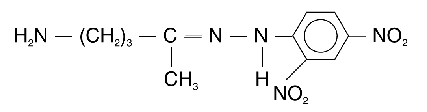 H₂N — (CH₂)₃ — C = N — N — NO₂
CH₃ H NO₂